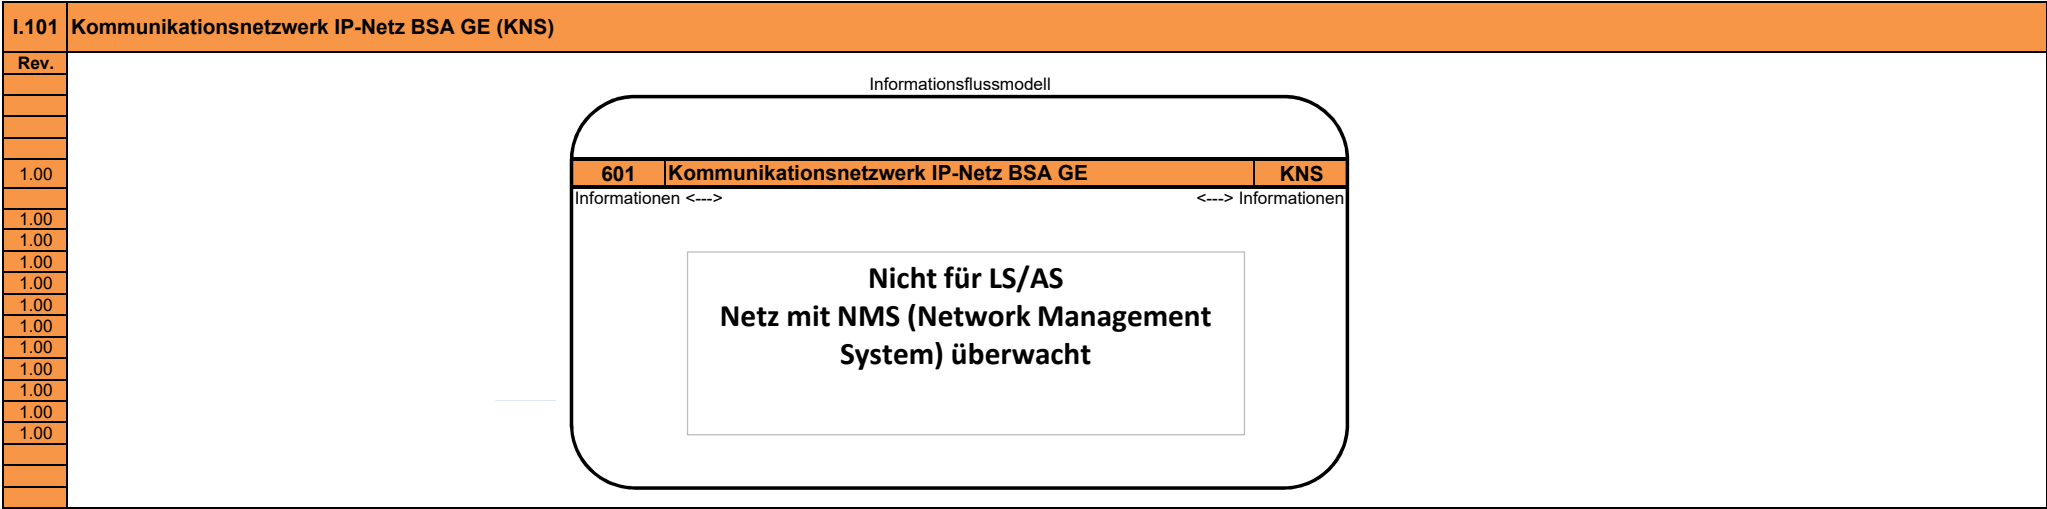 I.101 Kommunikationsnetzwerk IP-Netz BSA GE (KNS)
Rev.
Informationsflussmodell
1.00 601 Kommunikationsnetzwerk IP-Netz BSA GE KNS
Informationen <---> <---> Informationen
1.00
1.00
1.00
1.00 Nicht für LS/AS
1.00 Netz mit NMS (Network Management
1.00
1.00 System) überwacht
1.00
1.00
1.00
1.00